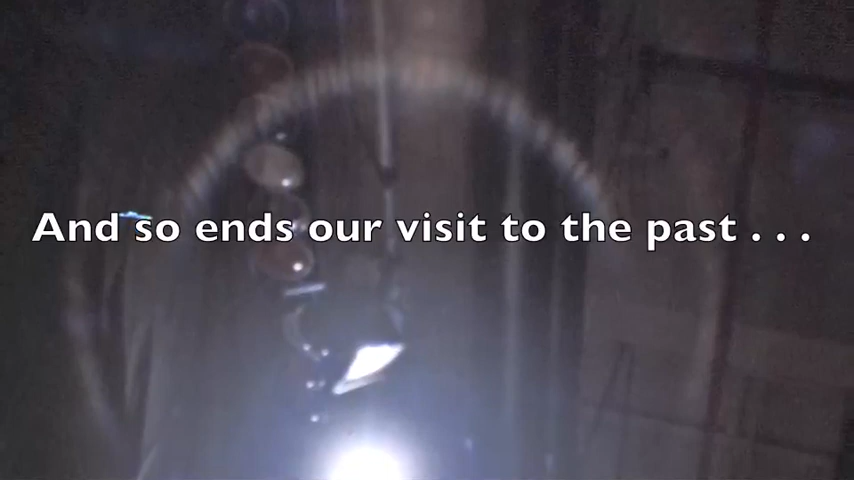 And so ends our visit to the past . . .